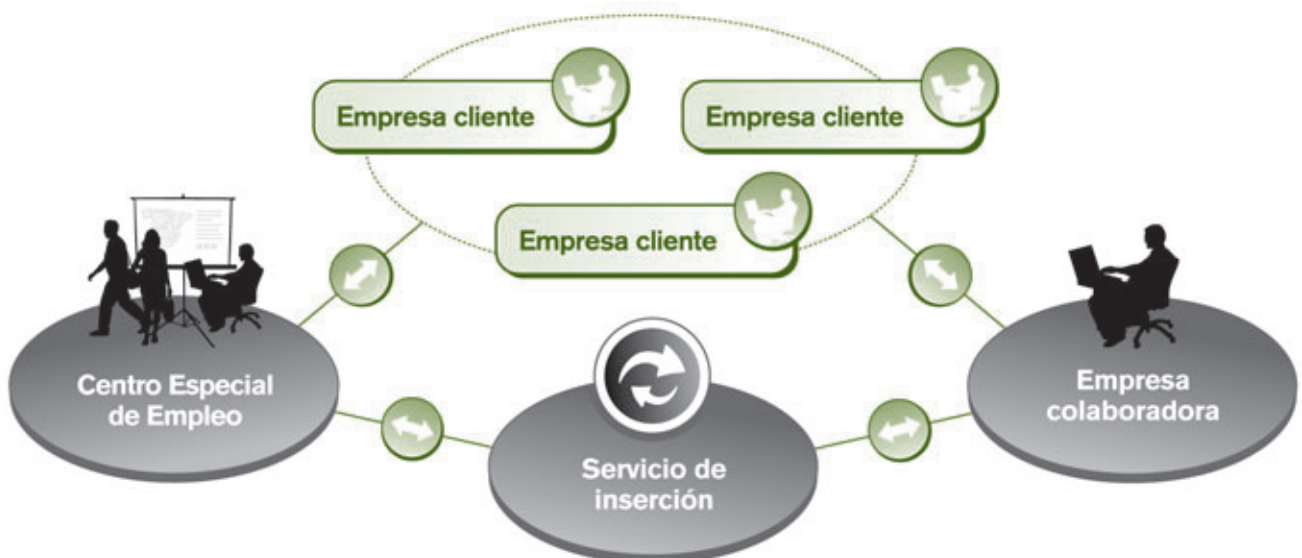 Empresa cliente
Empresa cliente
Empresa cliente
Centro Especial
de Empleo
Servicio de
inserción
Empresa
colaboradora